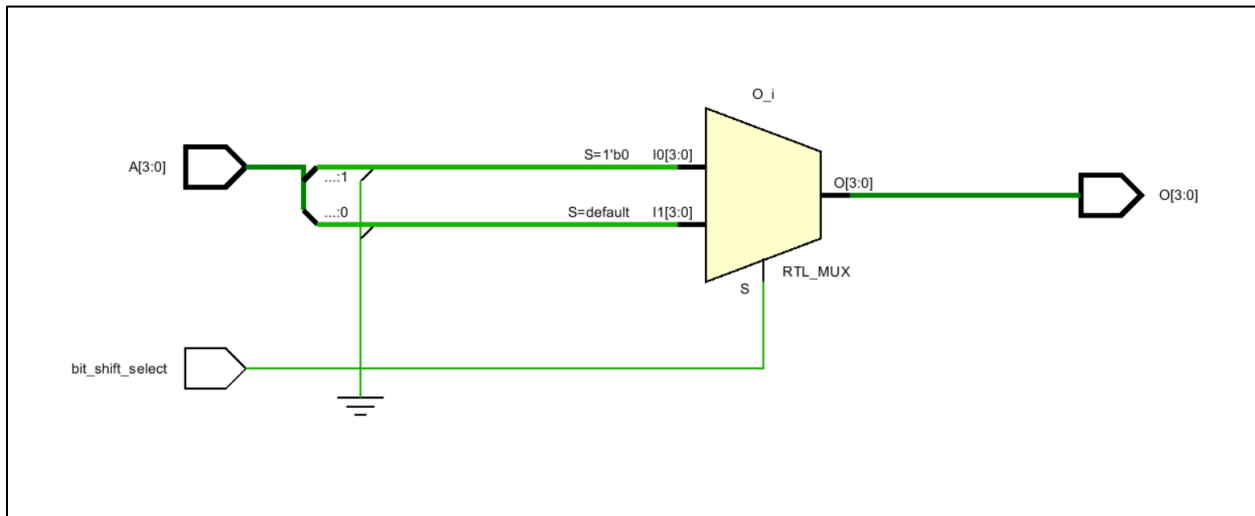 O_i
A[3:0]
...:1
S=1'b0 I0[3:0]
O[3:0]
O[3:0]
...:0
S=default I1[3:0]
RTL_MUX
S
bit_shift_select